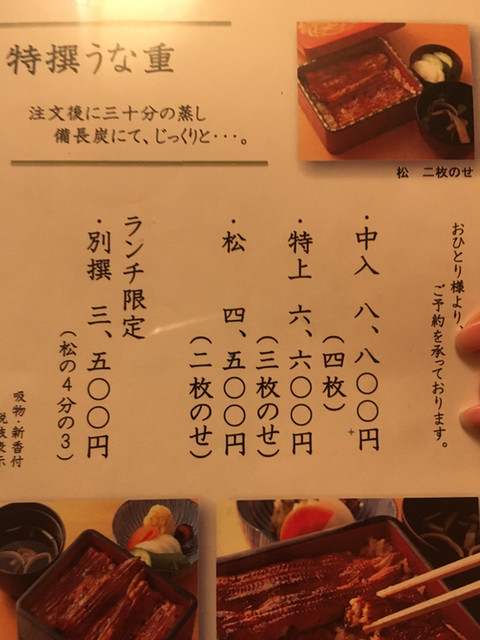 特撰うな重
注文後に三十分の蒸し
備長炭にて、じっくりと・・・。
松　二枚のせ
おひとり様より、
ご予約を承っております。
・中入　八、八〇〇円
（四枚）
・特上　六、六〇〇円
（三枚のせ）
・松　四、五〇〇円
（二枚のせ）
ランチ限定
・別撰　三、五〇〇円
（松の4分の3）
吸物・新香付
税抜表示